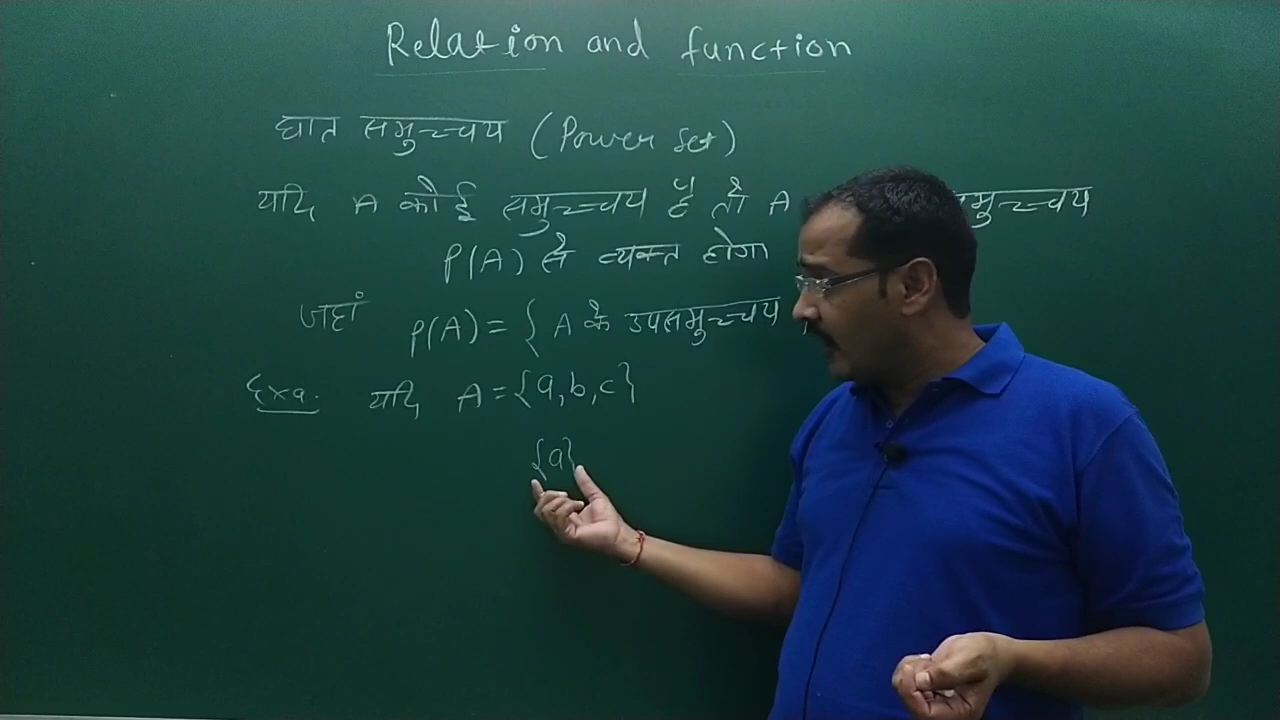 Relation and function
घात समुच्चय (Power Set)
यदि A कोई समुच्चय है तो A समुच्चय
P(A) से व्यक्त होगा
जहां P(A) = { A के उपसमुच्चय
Exa. यदि A = {a, b, c}
{a}